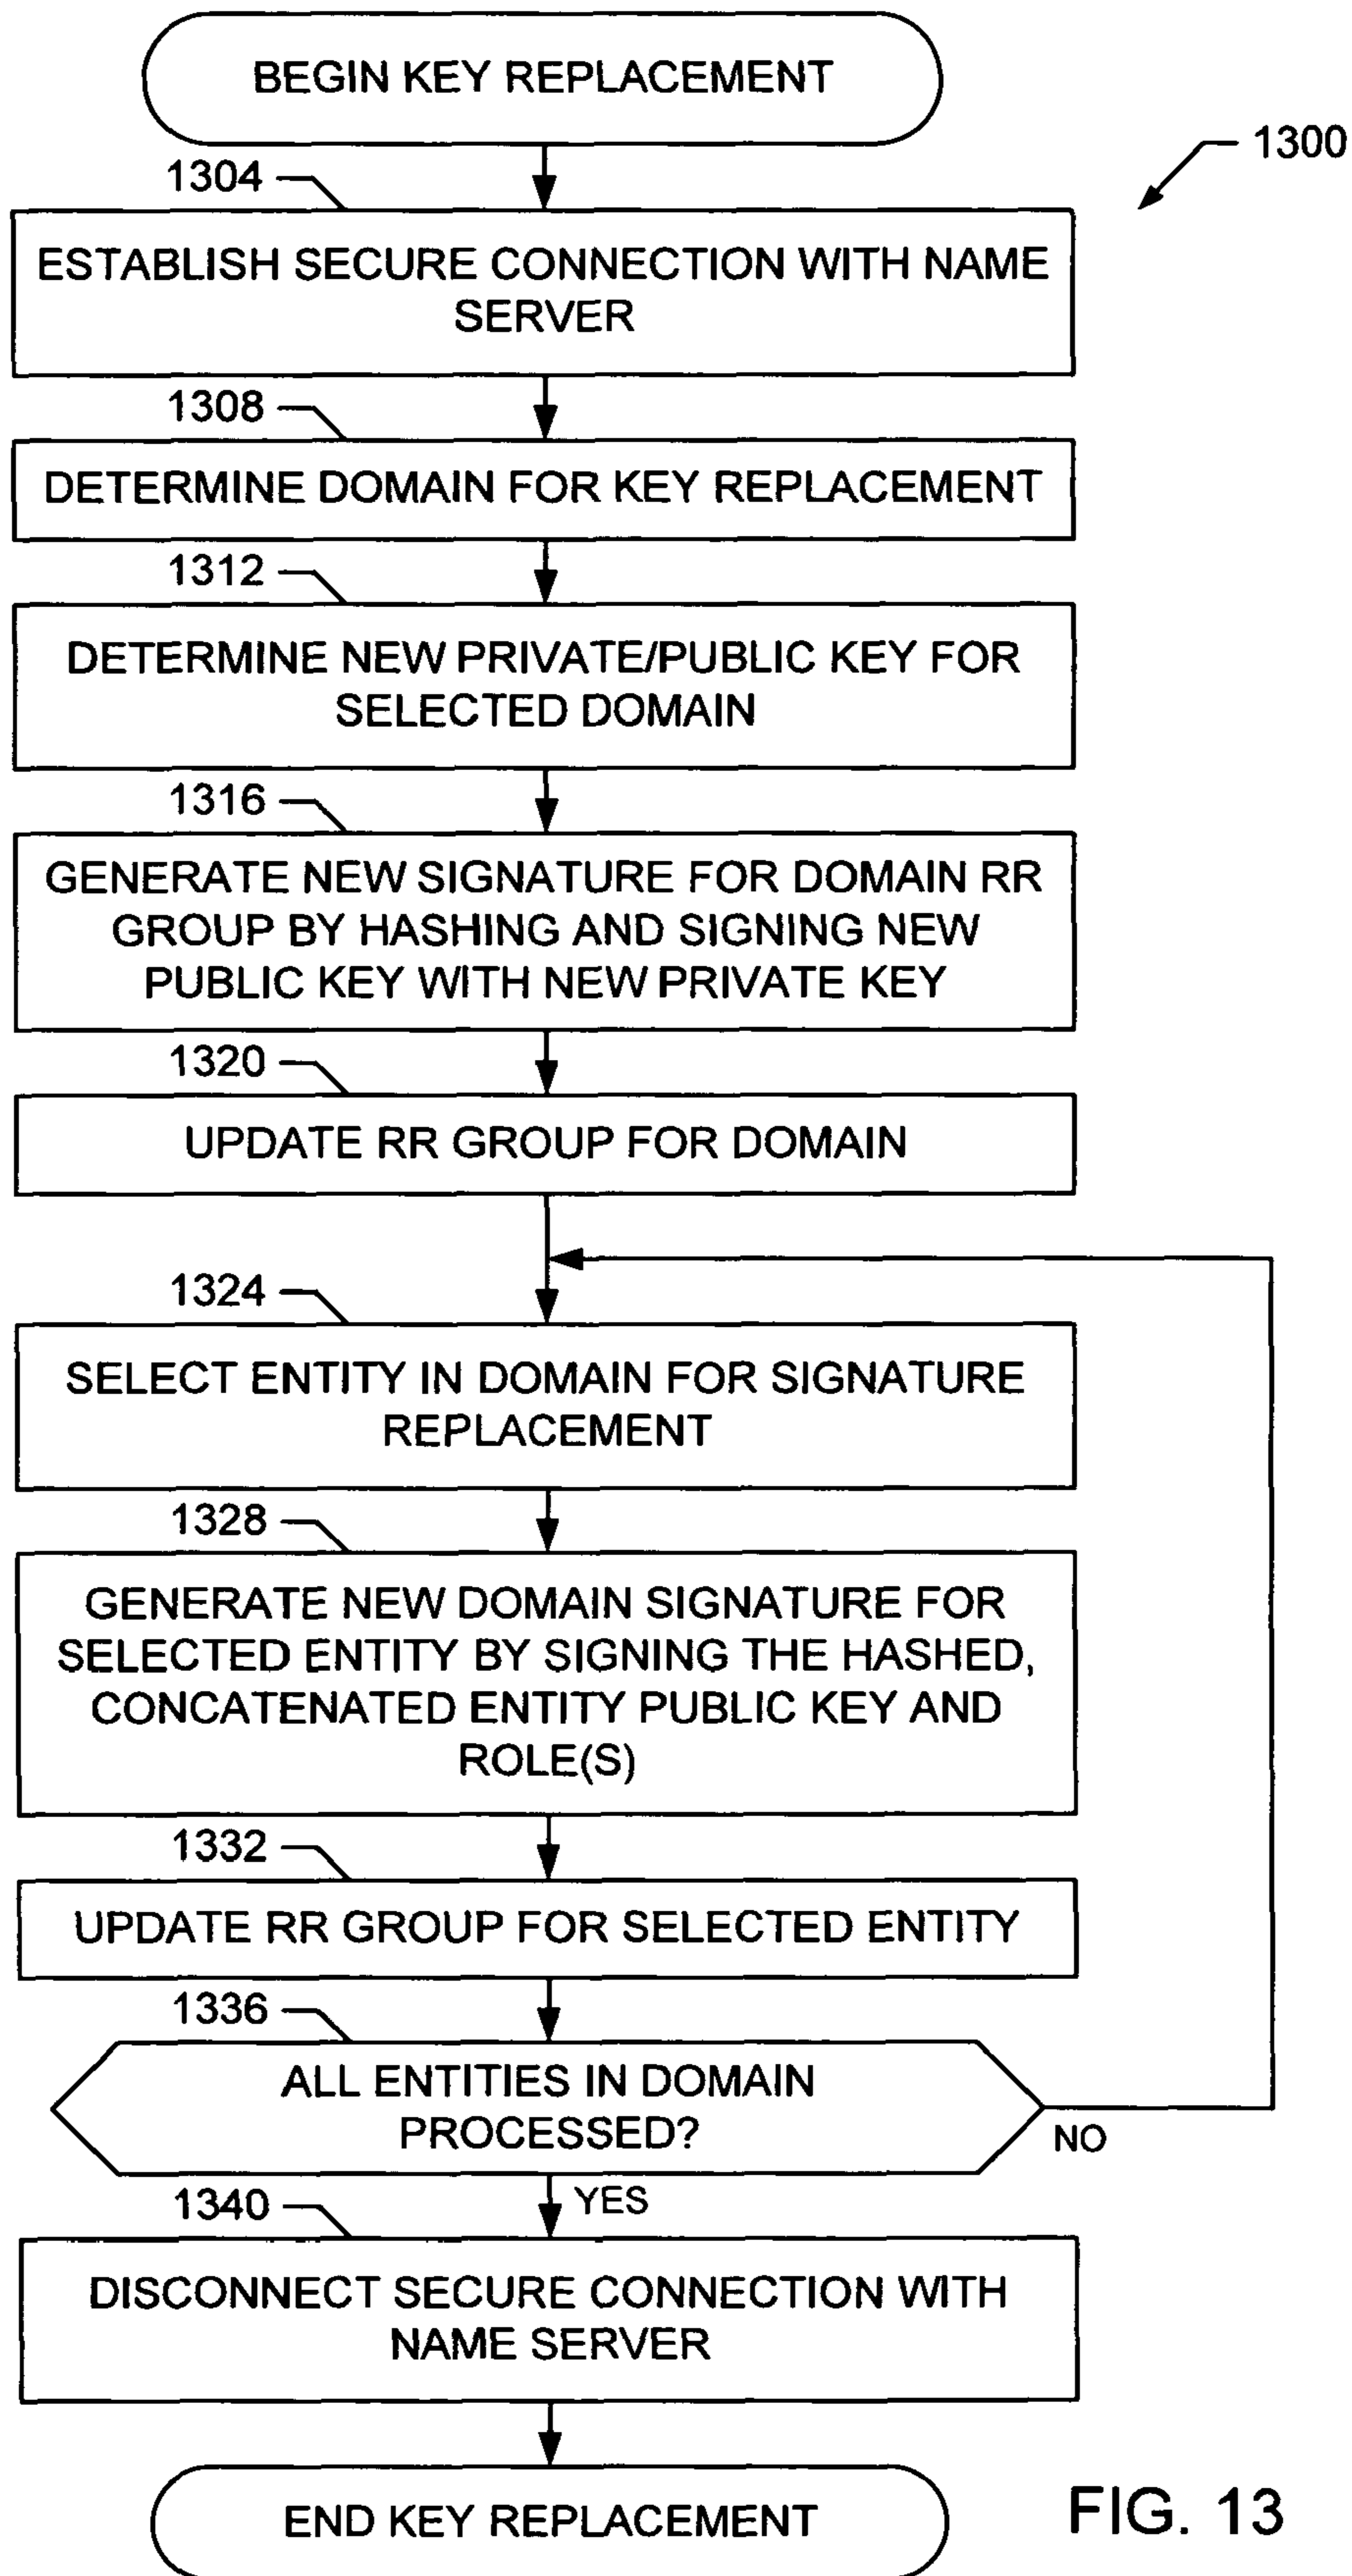 BEGIN KEY REPLACEMENT
1300
1304
ESTABLISH SECURE CONNECTION WITH NAME
SERVER
1308
DETERMINE DOMAIN FOR KEY REPLACEMENT
1312
DETERMINE NEW PRIVATE/PUBLIC KEY FOR
SELECTED DOMAIN
1316
GENERATE NEW SIGNATURE FOR DOMAIN RR
GROUP BY HASHING AND SIGNING NEW
PUBLIC KEY WITH NEW PRIVATE KEY
1320
UPDATE RR GROUP FOR DOMAIN
1324
SELECT ENTITY IN DOMAIN FOR SIGNATURE
REPLACEMENT
1328
GENERATE NEW DOMAIN SIGNATURE FOR
SELECTED ENTITY BY SIGNING THE HASHED,
CONCATENATED ENTITY PUBLIC KEY AND
ROLE(S)
1332
UPDATE RR GROUP FOR SELECTED ENTITY
1336
ALL ENTITIES IN DOMAIN
PROCESSED?
NO
YES
1340
DISCONNECT SECURE CONNECTION WITH
NAME SERVER
END KEY REPLACEMENT
FIG. 13